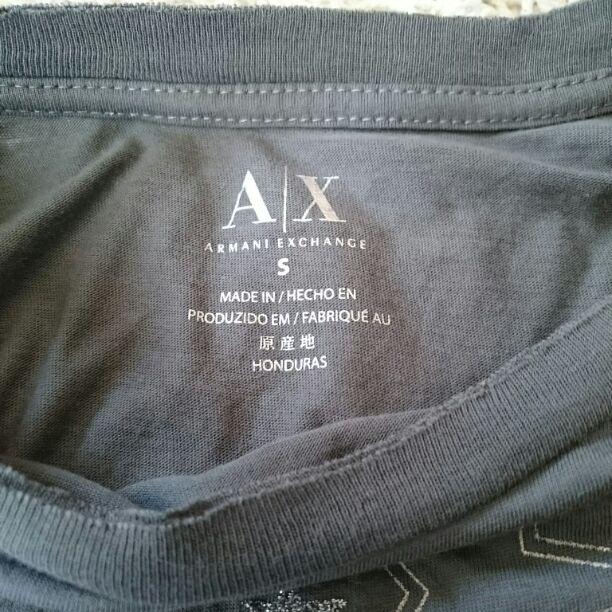 A|X
ARMANI EXCHANGE
S
MADE IN / HECHO EN
PRODUZIDO EM / FABRIQUÉ AU
原産地
HONDURAS